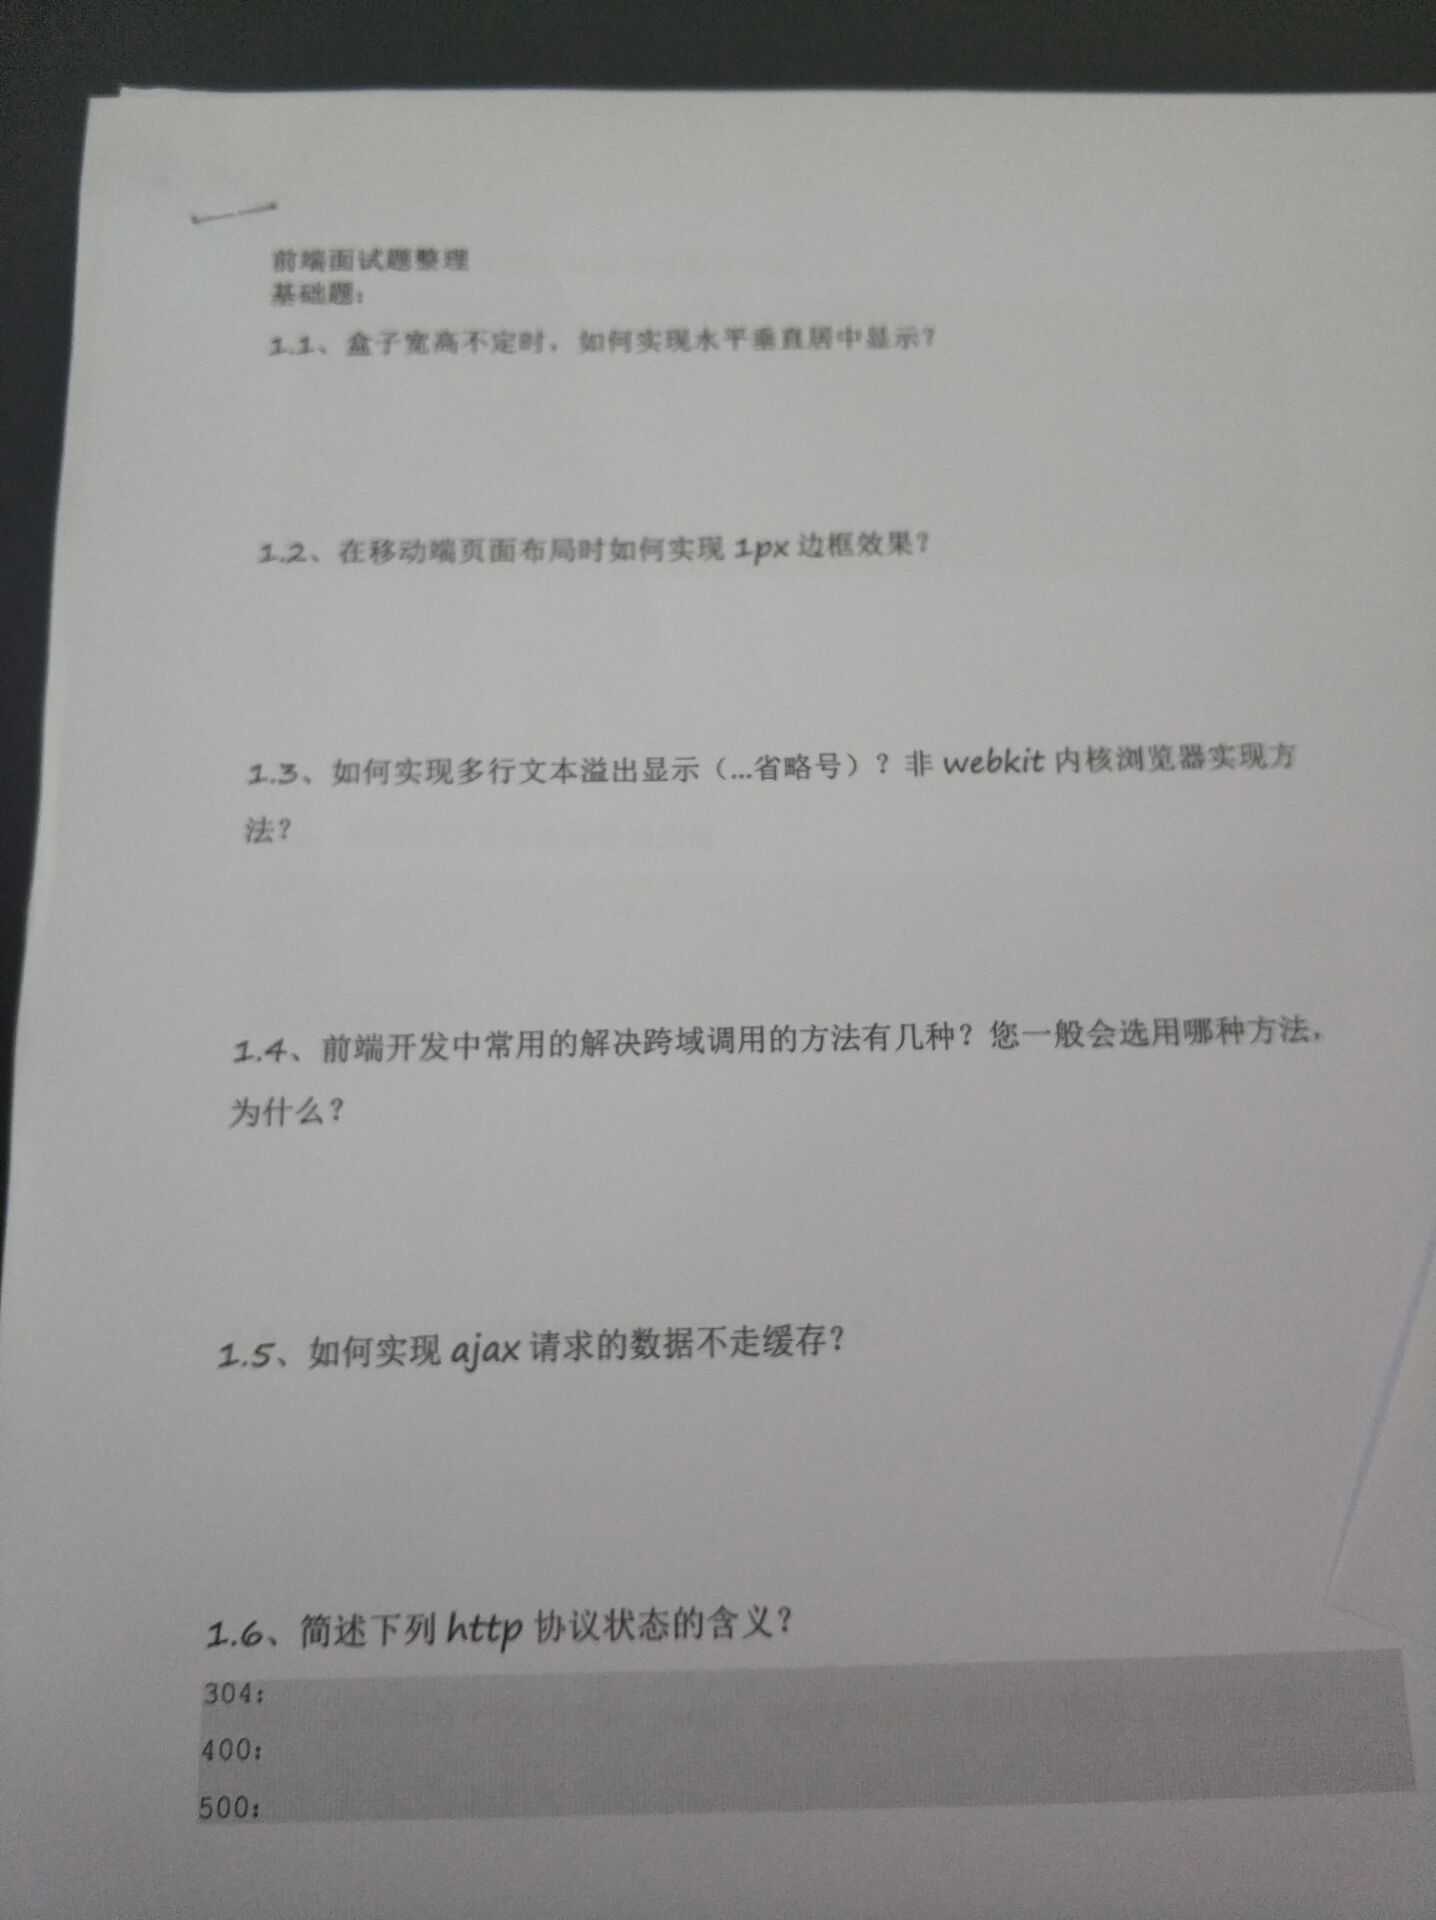 前端面试题整理
基础题：
1.1、盒子宽高不定时，如何实现水平垂直居中显示？
1.2、在移动端页面布局时如何实现 1px 边框效果？
1.3、如何实现多行文本溢出显示（...省略号）？非 webkit 内核浏览器实现方
法？
1.4、前端开发中常用的解决跨域调用的方法有几种？您一般会选用哪种方法，
为什么？
1.5、如何实现 ajax 请求的数据不走缓存？
1.6、简述下列 http 协议状态的含义？
304：
400：
500：